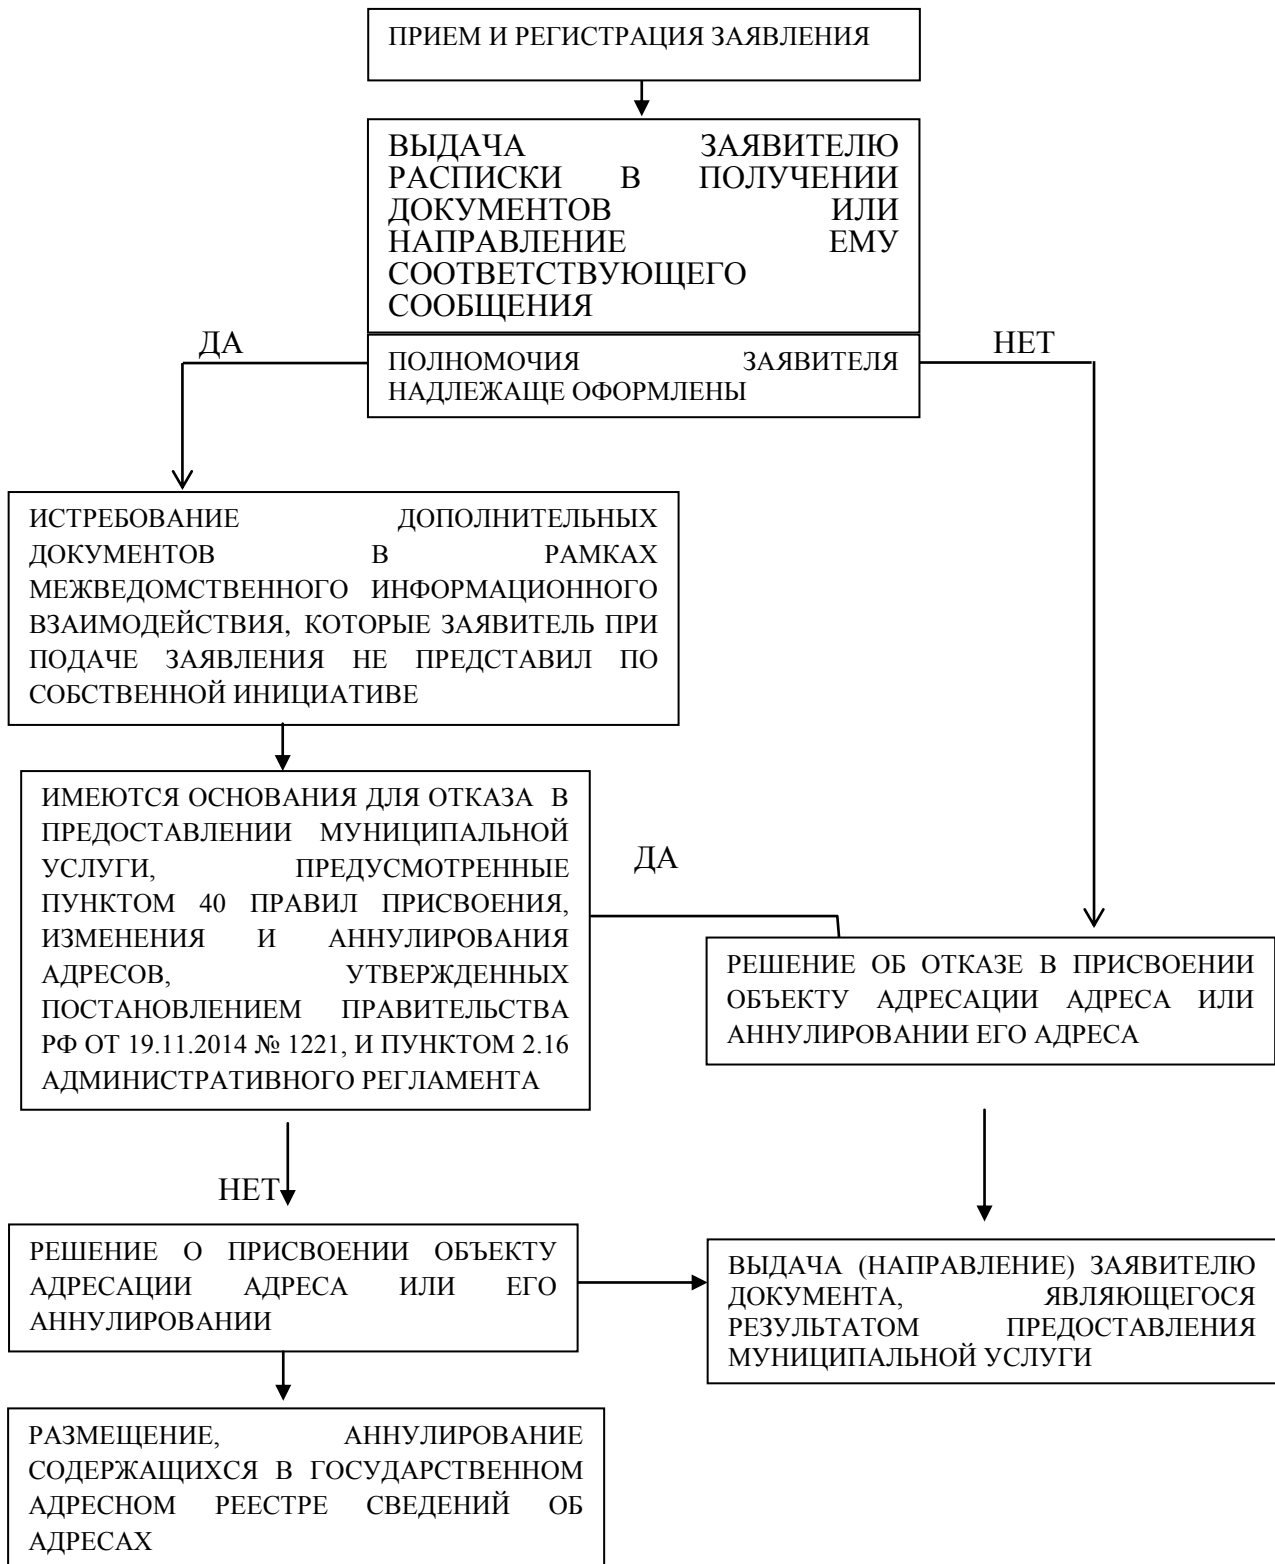 ПРИЕМ И РЕГИСТРАЦИЯ ЗАЯВЛЕНИЯ
ВЫДАЧА ЗАЯВИТЕЛЮ
РАСПИСКИ В ПОЛУЧЕНИИ
ДОКУМЕНТОВ ИЛИ
НАПРАВЛЕНИЕ ЕМУ
СООТВЕТСТВУЮЩЕГО
СООБЩЕНИЯ
ДА
НЕТ
ПОЛНОМОЧИЯ ЗАЯВИТЕЛЯ
НАДЛЕЖАЩЕ ОФОРМЛЕНЫ
ИСТРЕБОВАНИЕ ДОПОЛНИТЕЛЬНЫХ
ДОКУМЕНТОВ В РАМКАХ
МЕЖВЕДОМСТВЕННОГО ИНФОРМАЦИОННОГО
ВЗАИМОДЕЙСТВИЯ, КОТОРЫЕ ЗАЯВИТЕЛЬ ПРИ
ПОДАЧЕ ЗАЯВЛЕНИЯ НЕ ПРЕДСТАВИЛ ПО
СОБСТВЕННОЙ ИНИЦИАТИВЕ
ИМЕЮТСЯ ОСНОВАНИЯ ДЛЯ ОТКАЗА В
ПРЕДОСТАВЛЕНИИ МУНИЦИПАЛЬНОЙ
УСЛУГИ, ПРЕДУСМОТРЕННЫЕ
ПУНКТОМ 40 ПРАВИЛ ПРИСВОЕНИЯ,
ИЗМЕНЕНИЯ И АННУЛИРОВАНИЯ
АДРЕСОВ, УТВЕРЖДЕННЫХ
ПОСТАНОВЛЕНИЕМ ПРАВИТЕЛЬСТВА
РФ ОТ 19.11.2014 № 1221, И ПУНКТОМ 2.16
АДМИНИСТРАТИВНОГО РЕГЛАМЕНТА
ДА
РЕШЕНИЕ ОБ ОТКАЗЕ В ПРИСВОЕНИИ
ОБЪЕКТУ АДРЕСАЦИИ АДРЕСА ИЛИ
АННУЛИРОВАНИИ ЕГО АДРЕСА
НЕТ
РЕШЕНИЕ О ПРИСВОЕНИИ ОБЪЕКТУ
АДРЕСАЦИИ АДРЕСА ИЛИ ЕГО
АННУЛИРОВАНИИ
ВЫДАЧА (НАПРАВЛЕНИЕ) ЗАЯВИТЕЛЮ
ДОКУМЕНТА, ЯВЛЯЮЩЕГОСЯ
РЕЗУЛЬТАТОМ ПРЕДОСТАВЛЕНИЯ
МУНИЦИПАЛЬНОЙ УСЛУГИ
РАЗМЕЩЕНИЕ, АННУЛИРОВАНИЕ
СОДЕРЖАЩИХСЯ В ГОСУДАРСТВЕННОМ
АДРЕСНОМ РЕЕСТРЕ СВЕДЕНИЙ ОБ
АДРЕСАХ